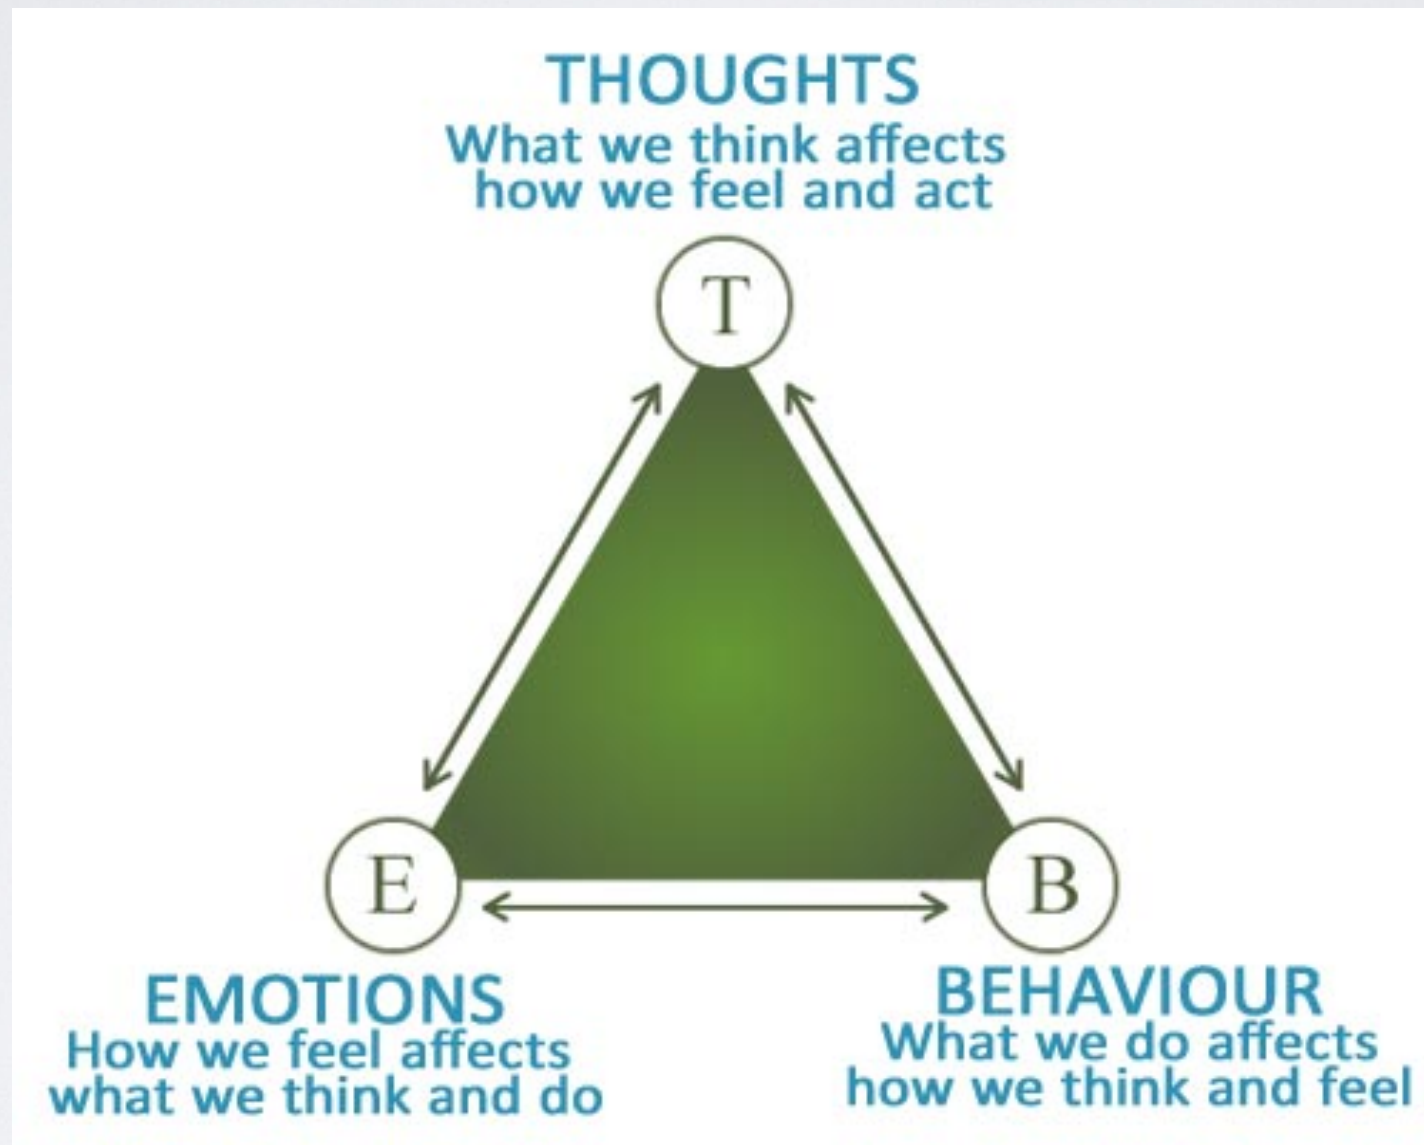 THOUGHTS
What we think affects
how we feel and act
T
E
B
EMOTIONS
How we feel affects
what we think and do
BEHAVIOUR
What we do affects
how we think and feel